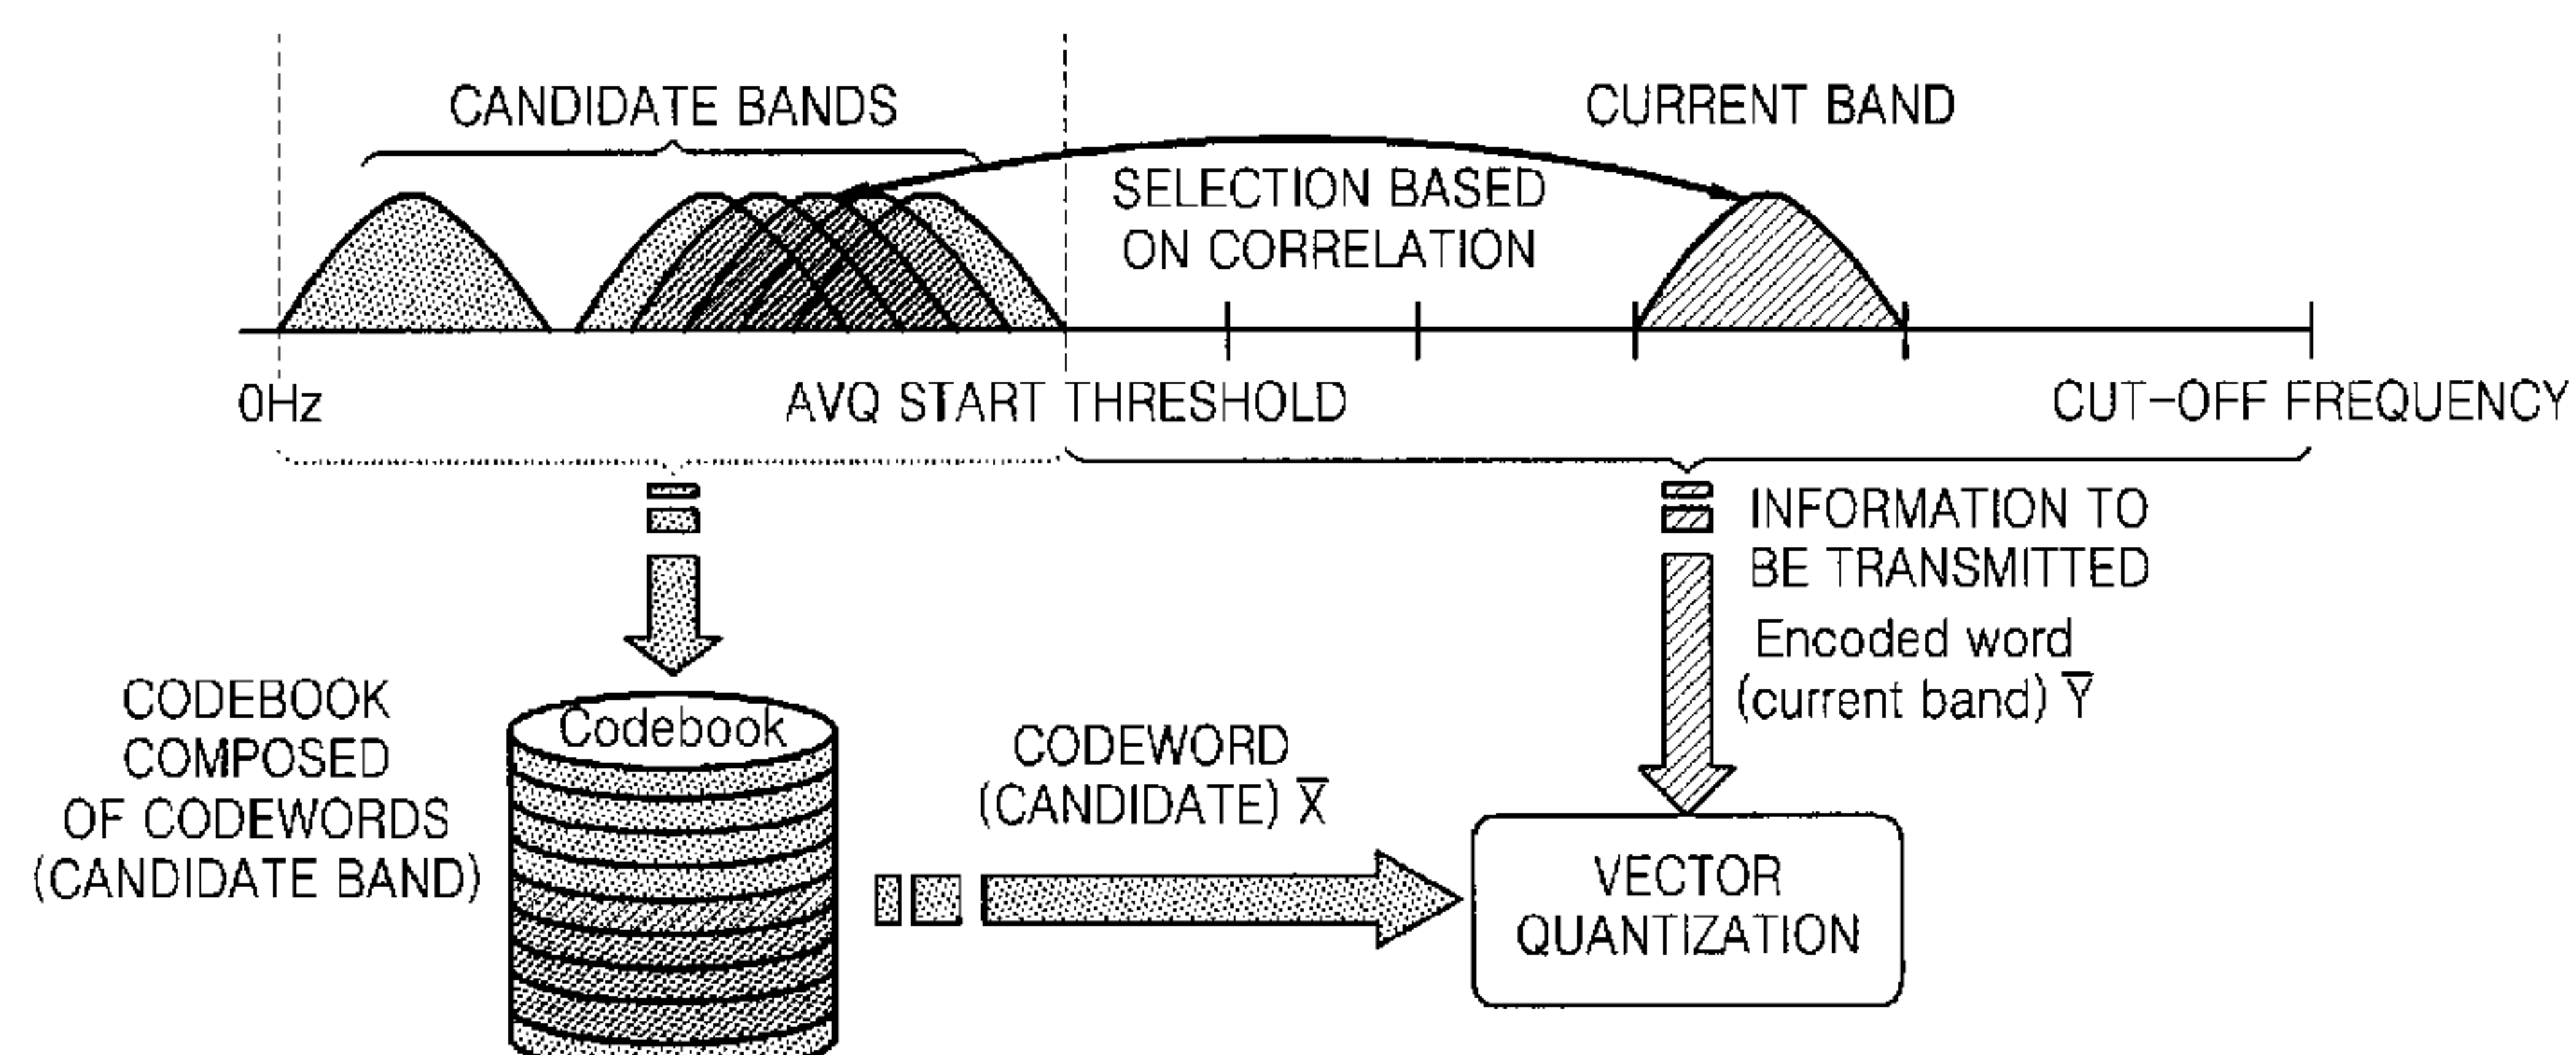 CANDIDATE BANDS
CURRENT BAND
SELECTION BASED
ON CORRELATION
0Hz
AVQ START THRESHOLD
CUT-OFF FREQUENCY
INFORMATION TO
BE TRANSMITTED
Encoded word
(current band) Y̅
CODEBOOK
COMPOSED
OF CODEWORDS
(CANDIDATE BAND)
Codebook
CODEWORD
(CANDIDATE) X̅
VECTOR
QUANTIZATION